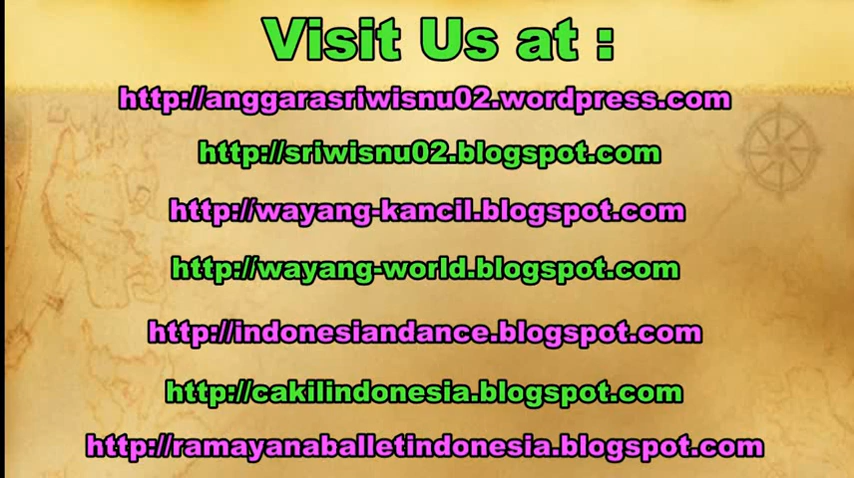 Visit Us at :
http://anggarasriwisnu02.wordpress.com
http://sriwisnu02.blogspot.com
http://wayang-kancil.blogspot.com
http://wayang-world.blogspot.com
http://indonesiandance.blogspot.com
http://cakilindonesia.blogspot.com
http://ramayanaballetindonesia.blogspot.com